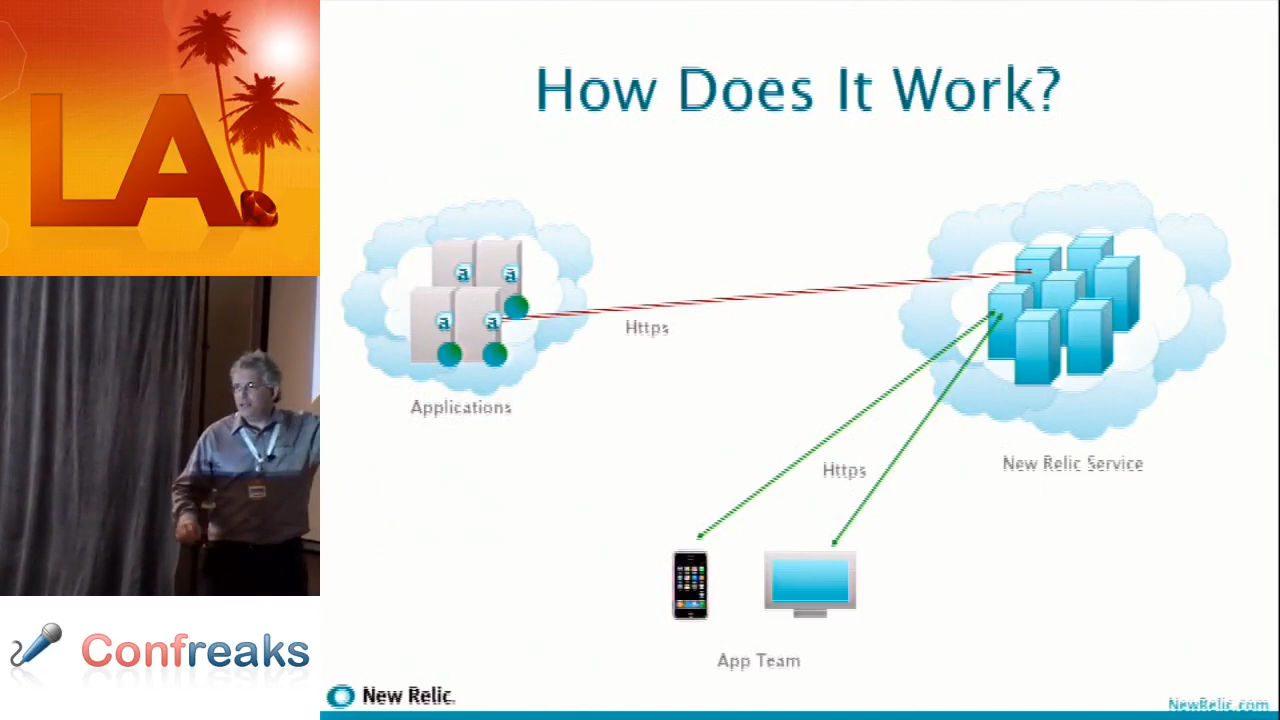 LA.
How Does It Work?
a
a
a
a
Https
Applications
New Relic Service
Https
App Team
Confreaks
New Relic.
NewRelic.com